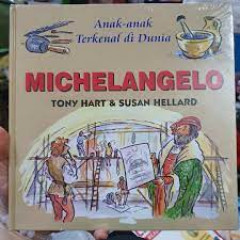 Anak-anak
Terkenal di Dunia
MICHELANGELO
TONY HART & SUSAN HELLARD